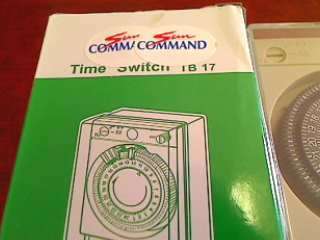 Sun Sun
COMMA COMMAND
Time Switch TB 17